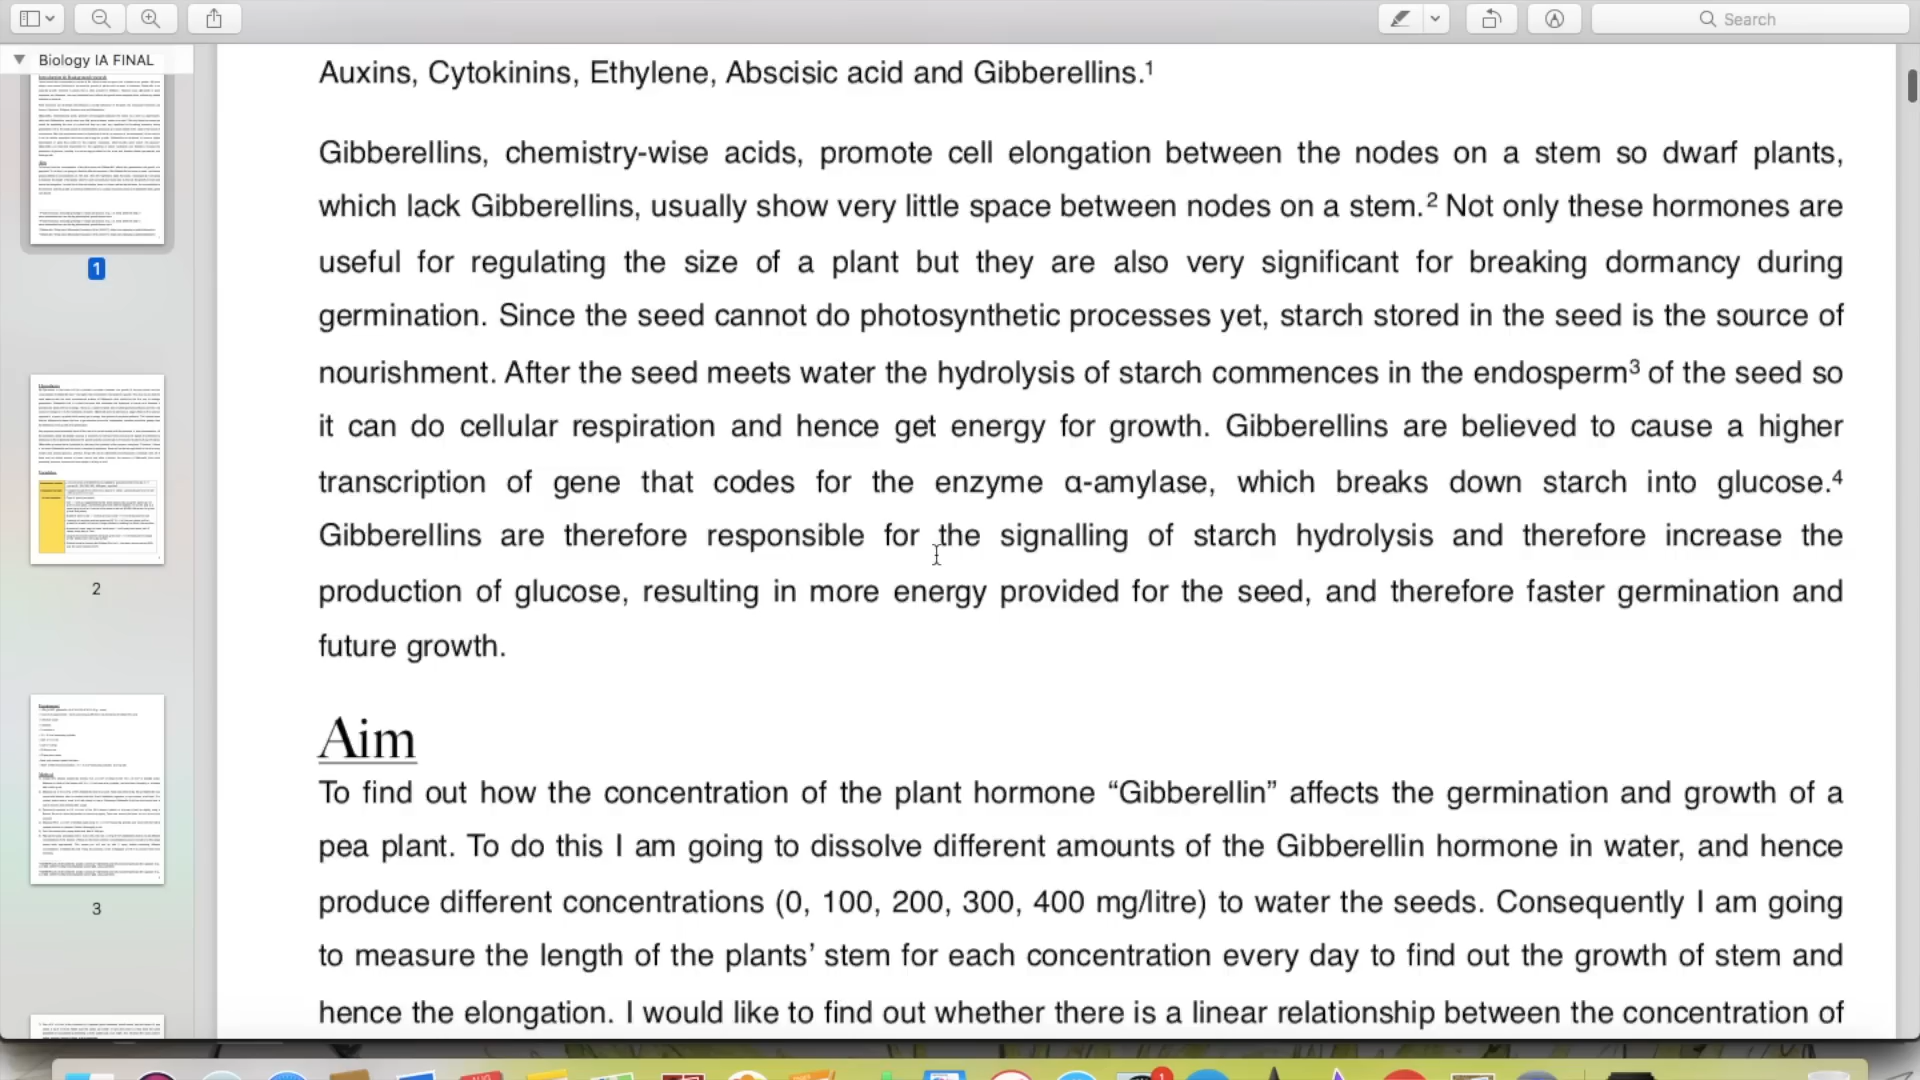 Search
Biology IA FINAL
1
2
3
Auxins, Cytokinins, Ethylene, Abscisic acid and Gibberellins.¹
Gibberellins, chemistry-wise acids, promote cell elongation between the nodes on a stem so dwarf plants,
which lack Gibberellins, usually show very little space between nodes on a stem.² Not only these hormones are
useful for regulating the size of a plant but they are also very significant for breaking dormancy during
germination. Since the seed cannot do photosynthetic processes yet, starch stored in the seed is the source of
nourishment. After the seed meets water the hydrolysis of starch commences in the endosperm³ of the seed so
it can do cellular respiration and hence get energy for growth. Gibberellins are believed to cause a higher
transcription of gene that codes for the enzyme α-amylase, which breaks down starch into glucose.⁴
Gibberellins are therefore responsible for the signalling of starch hydrolysis and therefore increase the
production of glucose, resulting in more energy provided for the seed, and therefore faster germination and
future growth.
Aim
To find out how the concentration of the plant hormone “Gibberellin” affects the germination and growth of a
pea plant. To do this I am going to dissolve different amounts of the Gibberellin hormone in water, and hence
produce different concentrations (0, 100, 200, 300, 400 mg/litre) to water the seeds. Consequently I am going
to measure the length of the plants’ stem for each concentration every day to find out the growth of stem and
hence the elongation. I would like to find out whether there is a linear relationship between the concentration of